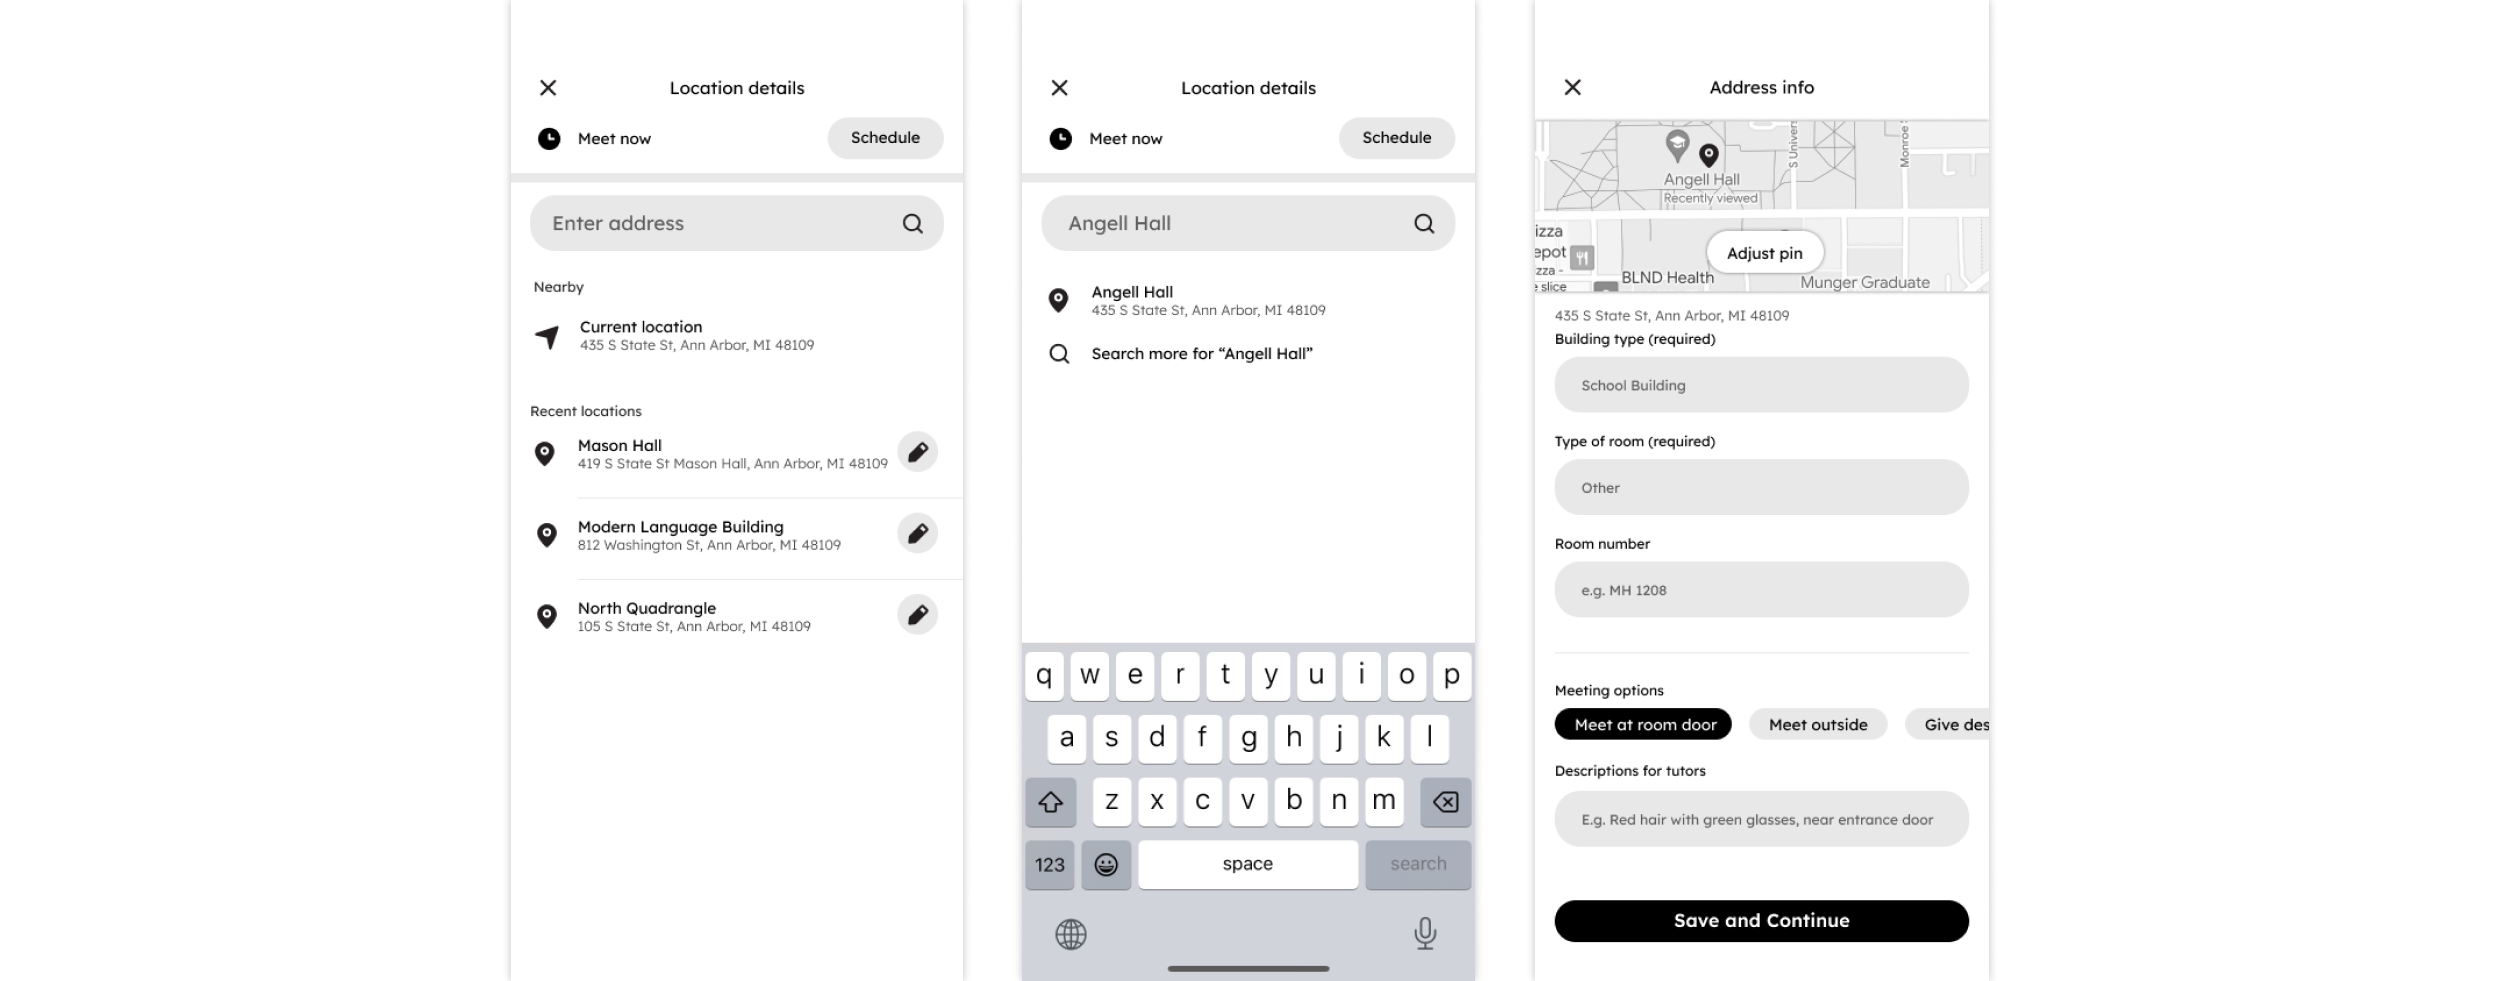 Location details
Meet now
Schedule
Enter address
Nearby
Current location
435 S State St, Ann Arbor, MI 48109
Recent locations
Mason Hall
419 S State St Mason Hall, Ann Arbor, MI 48109
Modern Language Building
812 Washington St, Ann Arbor, MI 48109
North Quadrangle
105 S State St, Ann Arbor, MI 48109
Location details
Meet now
Schedule
Angell Hall
Angell Hall
435 S State St, Ann Arbor, MI 48109
Search more for “Angell Hall”
q w e r t y u i o p
a s d f g h j k l
z x c v b n m
123 space search
Address info
S Univers
Monroe S
Angell Hall
Recently viewed
izza
epot
zza -
e slice
BLND Health
Adjust pin
Munger Graduate
435 S State St, Ann Arbor, MI 48109
Building type (required)
School Building
Type of room (required)
Other
Room number
e.g. MH 1208
Meeting options
Meet at room door Meet outside Give des
Descriptions for tutors
E.g. Red hair with green glasses, near entrance door
Save and Continue